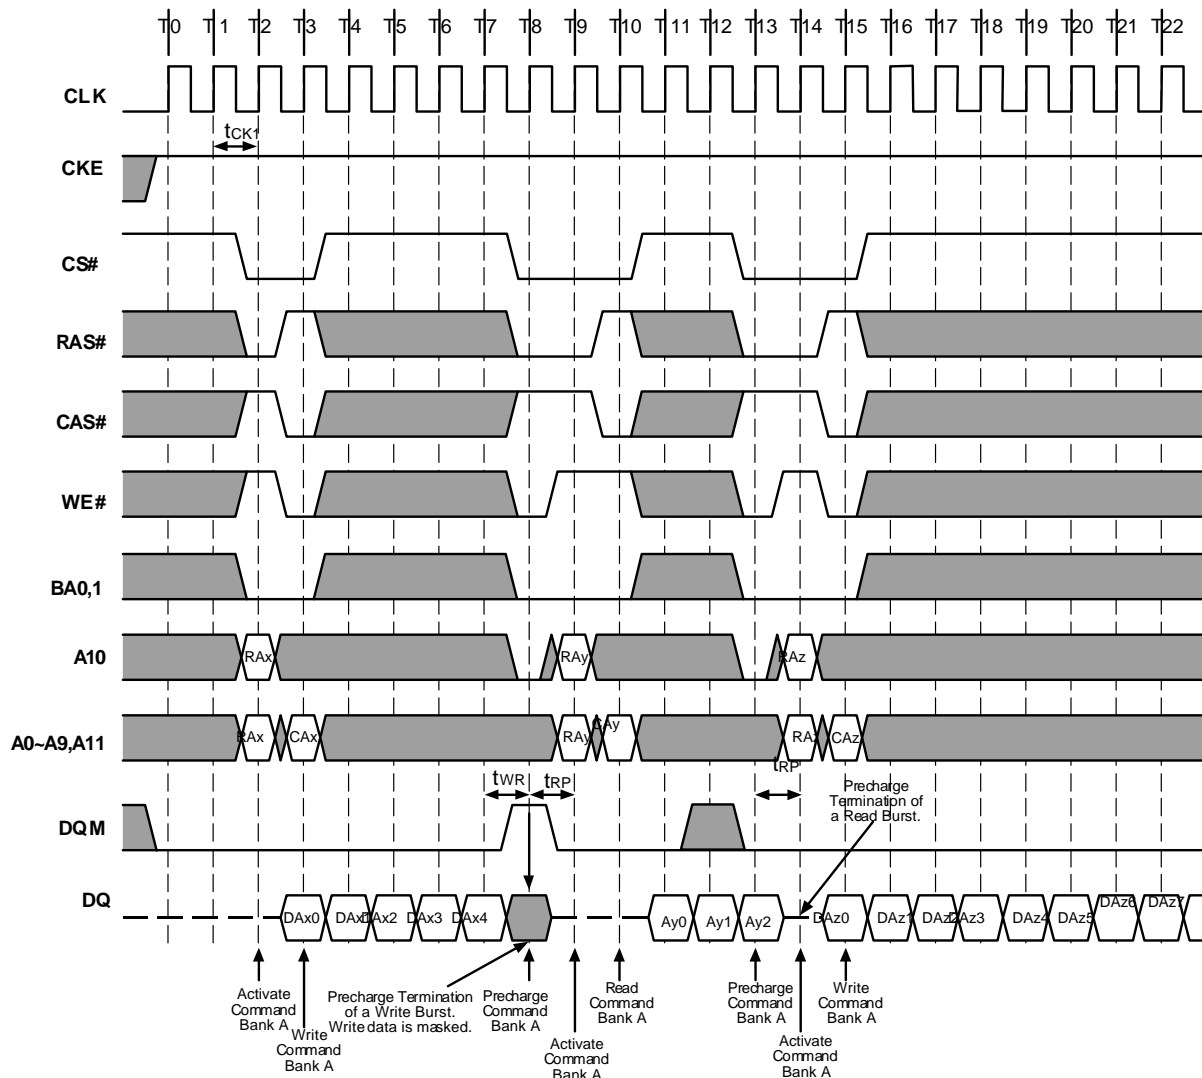 T0 T1 T2 T3 T4 T5 T6 T7 T8 T9 T10 T11 T12 T13 T14 T15 T16 T17 T18 T19 T20 T21 T22
CLK
tCK1
CKE
CS#
RAS#
CAS#
WE#
BA0,1
A10
RAx RAy RAz
A0~A9,A11
RAx CAx RAy CAy RAz CAz
tWR tRP tRP
Precharge
Termination of
a Read Burst.
DQM
DQ
DAx0 DAx1 DAx2 DAx3 DAx4 Ay0 Ay1 Ay2 DAz0 DAz1 DAz2 DAz3 DAz4 DAz5 DAz6 DAz7
Activate
Command
Bank A
Write
Command
Bank A
Precharge Termination
of a Write Burst.
Write data is masked.
Precharge
Command
Bank A
Activate
Command
Bank A
Read
Command
Bank A
Precharge
Command
Bank A
Activate
Command
Bank A
Write
Command
Bank A